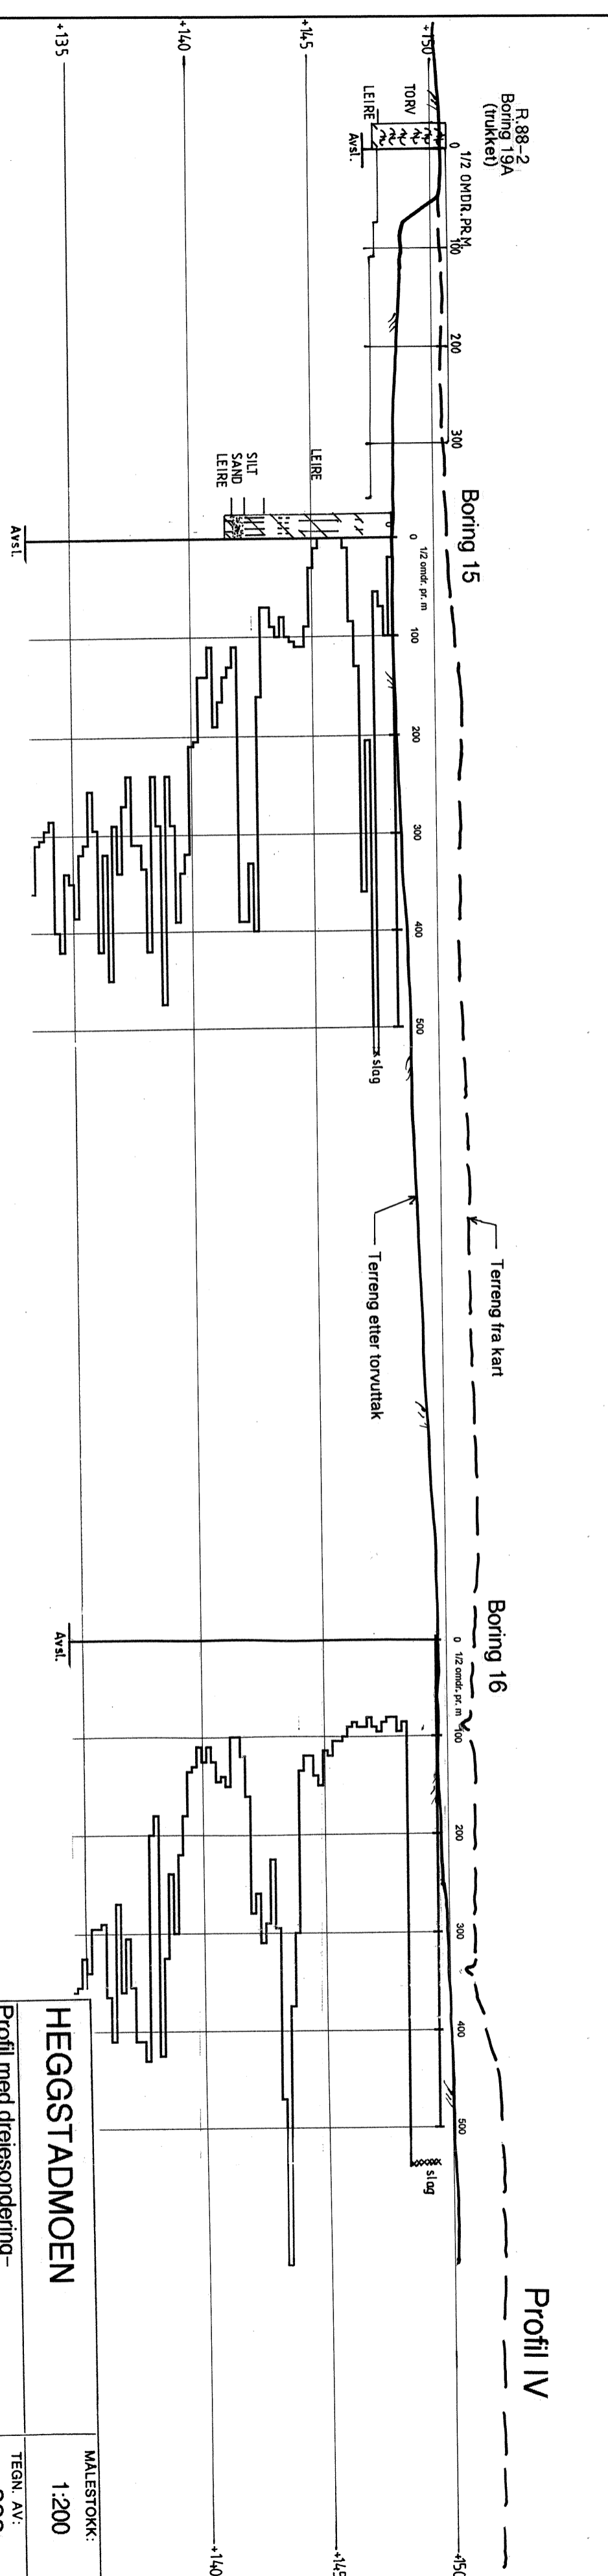 +150
+145
+140
+135
R.88-2
Boring 19A
(trukket)
TORV
LEIRE
Avsl.
0
1/2 OMDR.PR.M.
100
200
300
Boring 15
LEIRE
SILT
SAND
LEIRE
Avsl.
0
1/2 omdr. pr. m
100
200
300
400
500
slag
Terreng fra kart
Terreng etter torvuttak
Boring 16
Avsl.
0
1/2 omdr. pr. m
100
200
300
400
500
slag
Profil IV
+140
HEGGSTADMOEN
Profil med dreiesondering-
MÅLESTOKK:
1:200
TEGN. AV: